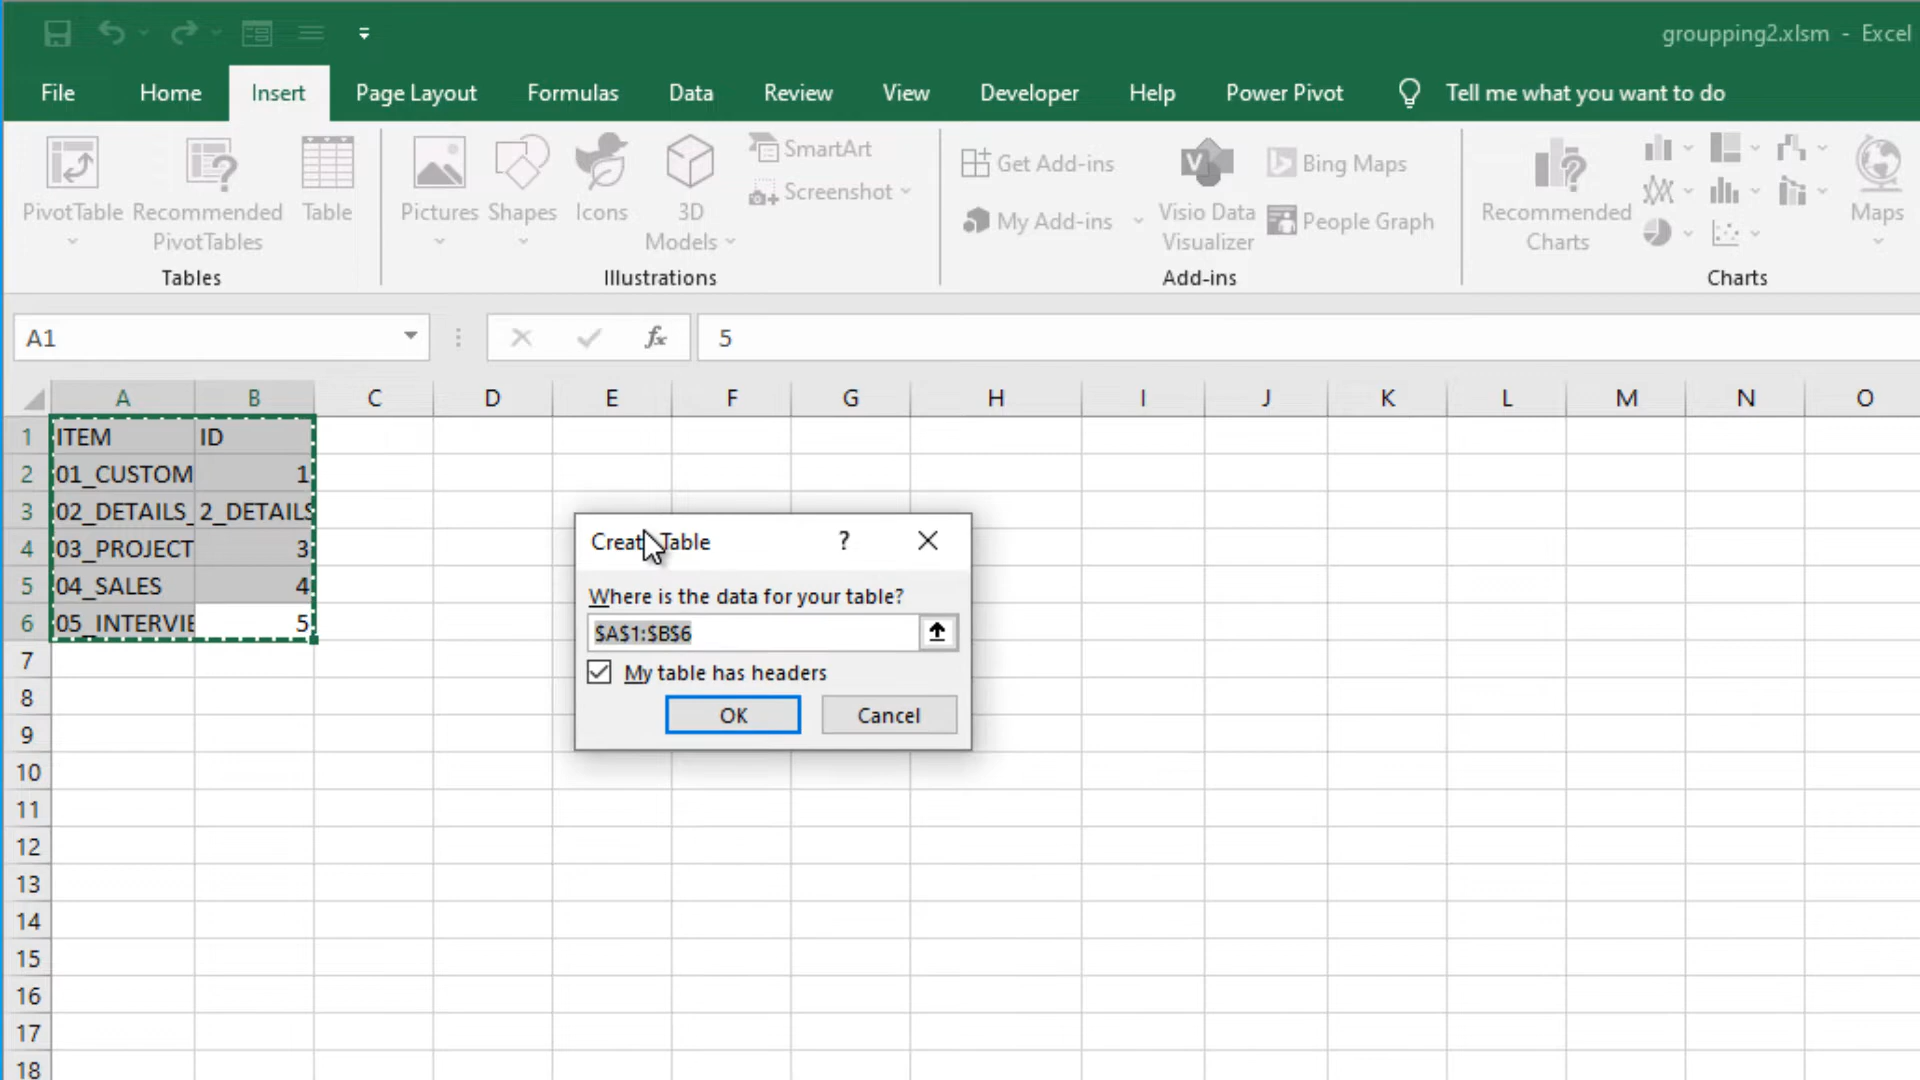 groupping2.xlsm - Excel
File Home Insert Page Layout Formulas Data Review View Developer Help Power Pivot Tell me what you want to do
PivotTable
Recommended
PivotTables
Table
Tables
Pictures
Shapes
Icons
3D
Models
SmartArt
Screenshot
Illustrations
Get Add-ins
My Add-ins
Visio Data
Visualizer
Bing Maps
People Graph
Add-ins
Recommended
Charts
Maps
Charts
A1 fx 5
A B C D E F G H I J K L M N O
1 ITEM ID
2 01_CUSTOM 1
3 02_DETAILS_ 2_DETAILS
4 03_PROJECT 3
5 04_SALES 4
6 05_INTERVIE 5
7
8
9
10
11
12
13
14
15
16
17
18
Create Table ?
Where is the data for your table?
$A$1:$B$6
My table has headers
OK Cancel